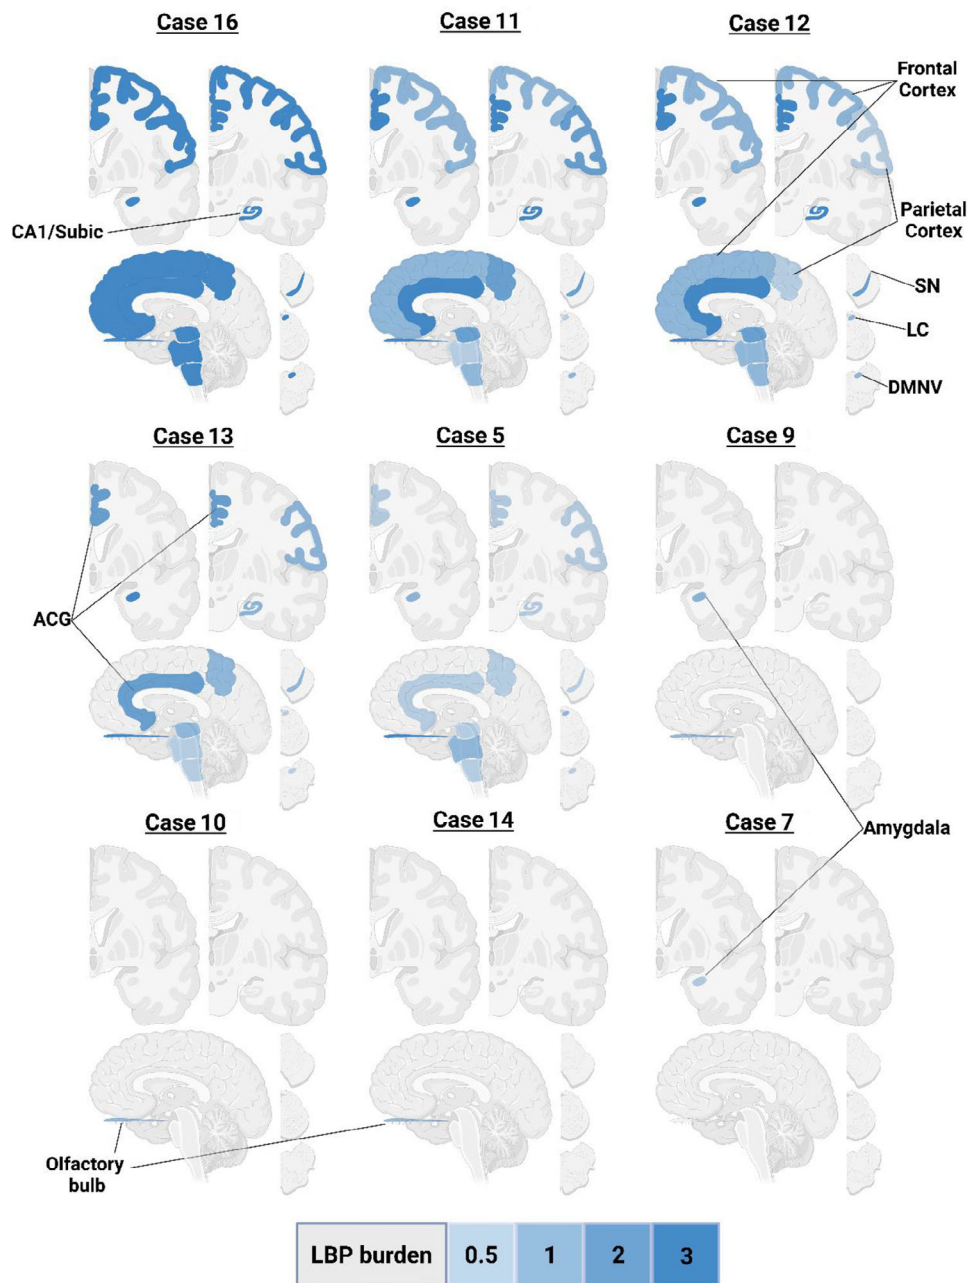 Case 16
Case 11
Case 12
Frontal
Cortex
CA1/Subic
Parietal
Cortex
SN
LC
DMNV
Case 13
Case 5
Case 9
ACG
Case 10
Case 14
Case 7
Amygdala
Olfactory
bulb
LBP burden 0.5 1 2 3